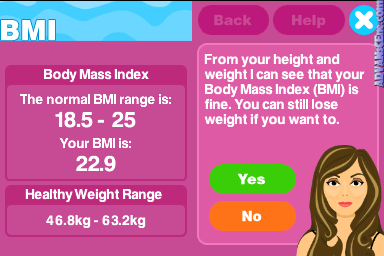 BMI
Back
Help
Body Mass Index
The normal BMI range is:
18.5 - 25
Your BMI is:
22.9
Healthy Weight Range
46.8kg - 63.2kg
From your height and
weight I can see that your
Body Mass Index (BMI) is
fine. You can still lose
weight if you want to.
Yes
No